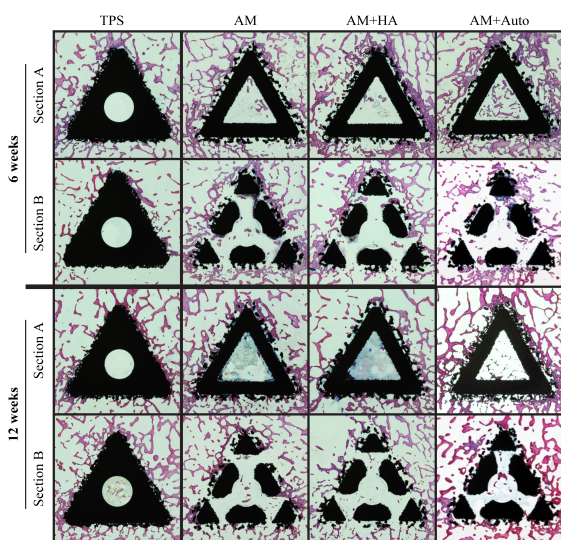 TPS AM AM+HA AM+Auto
6 weeks
Section A
Section B
12 weeks
Section A
Section B